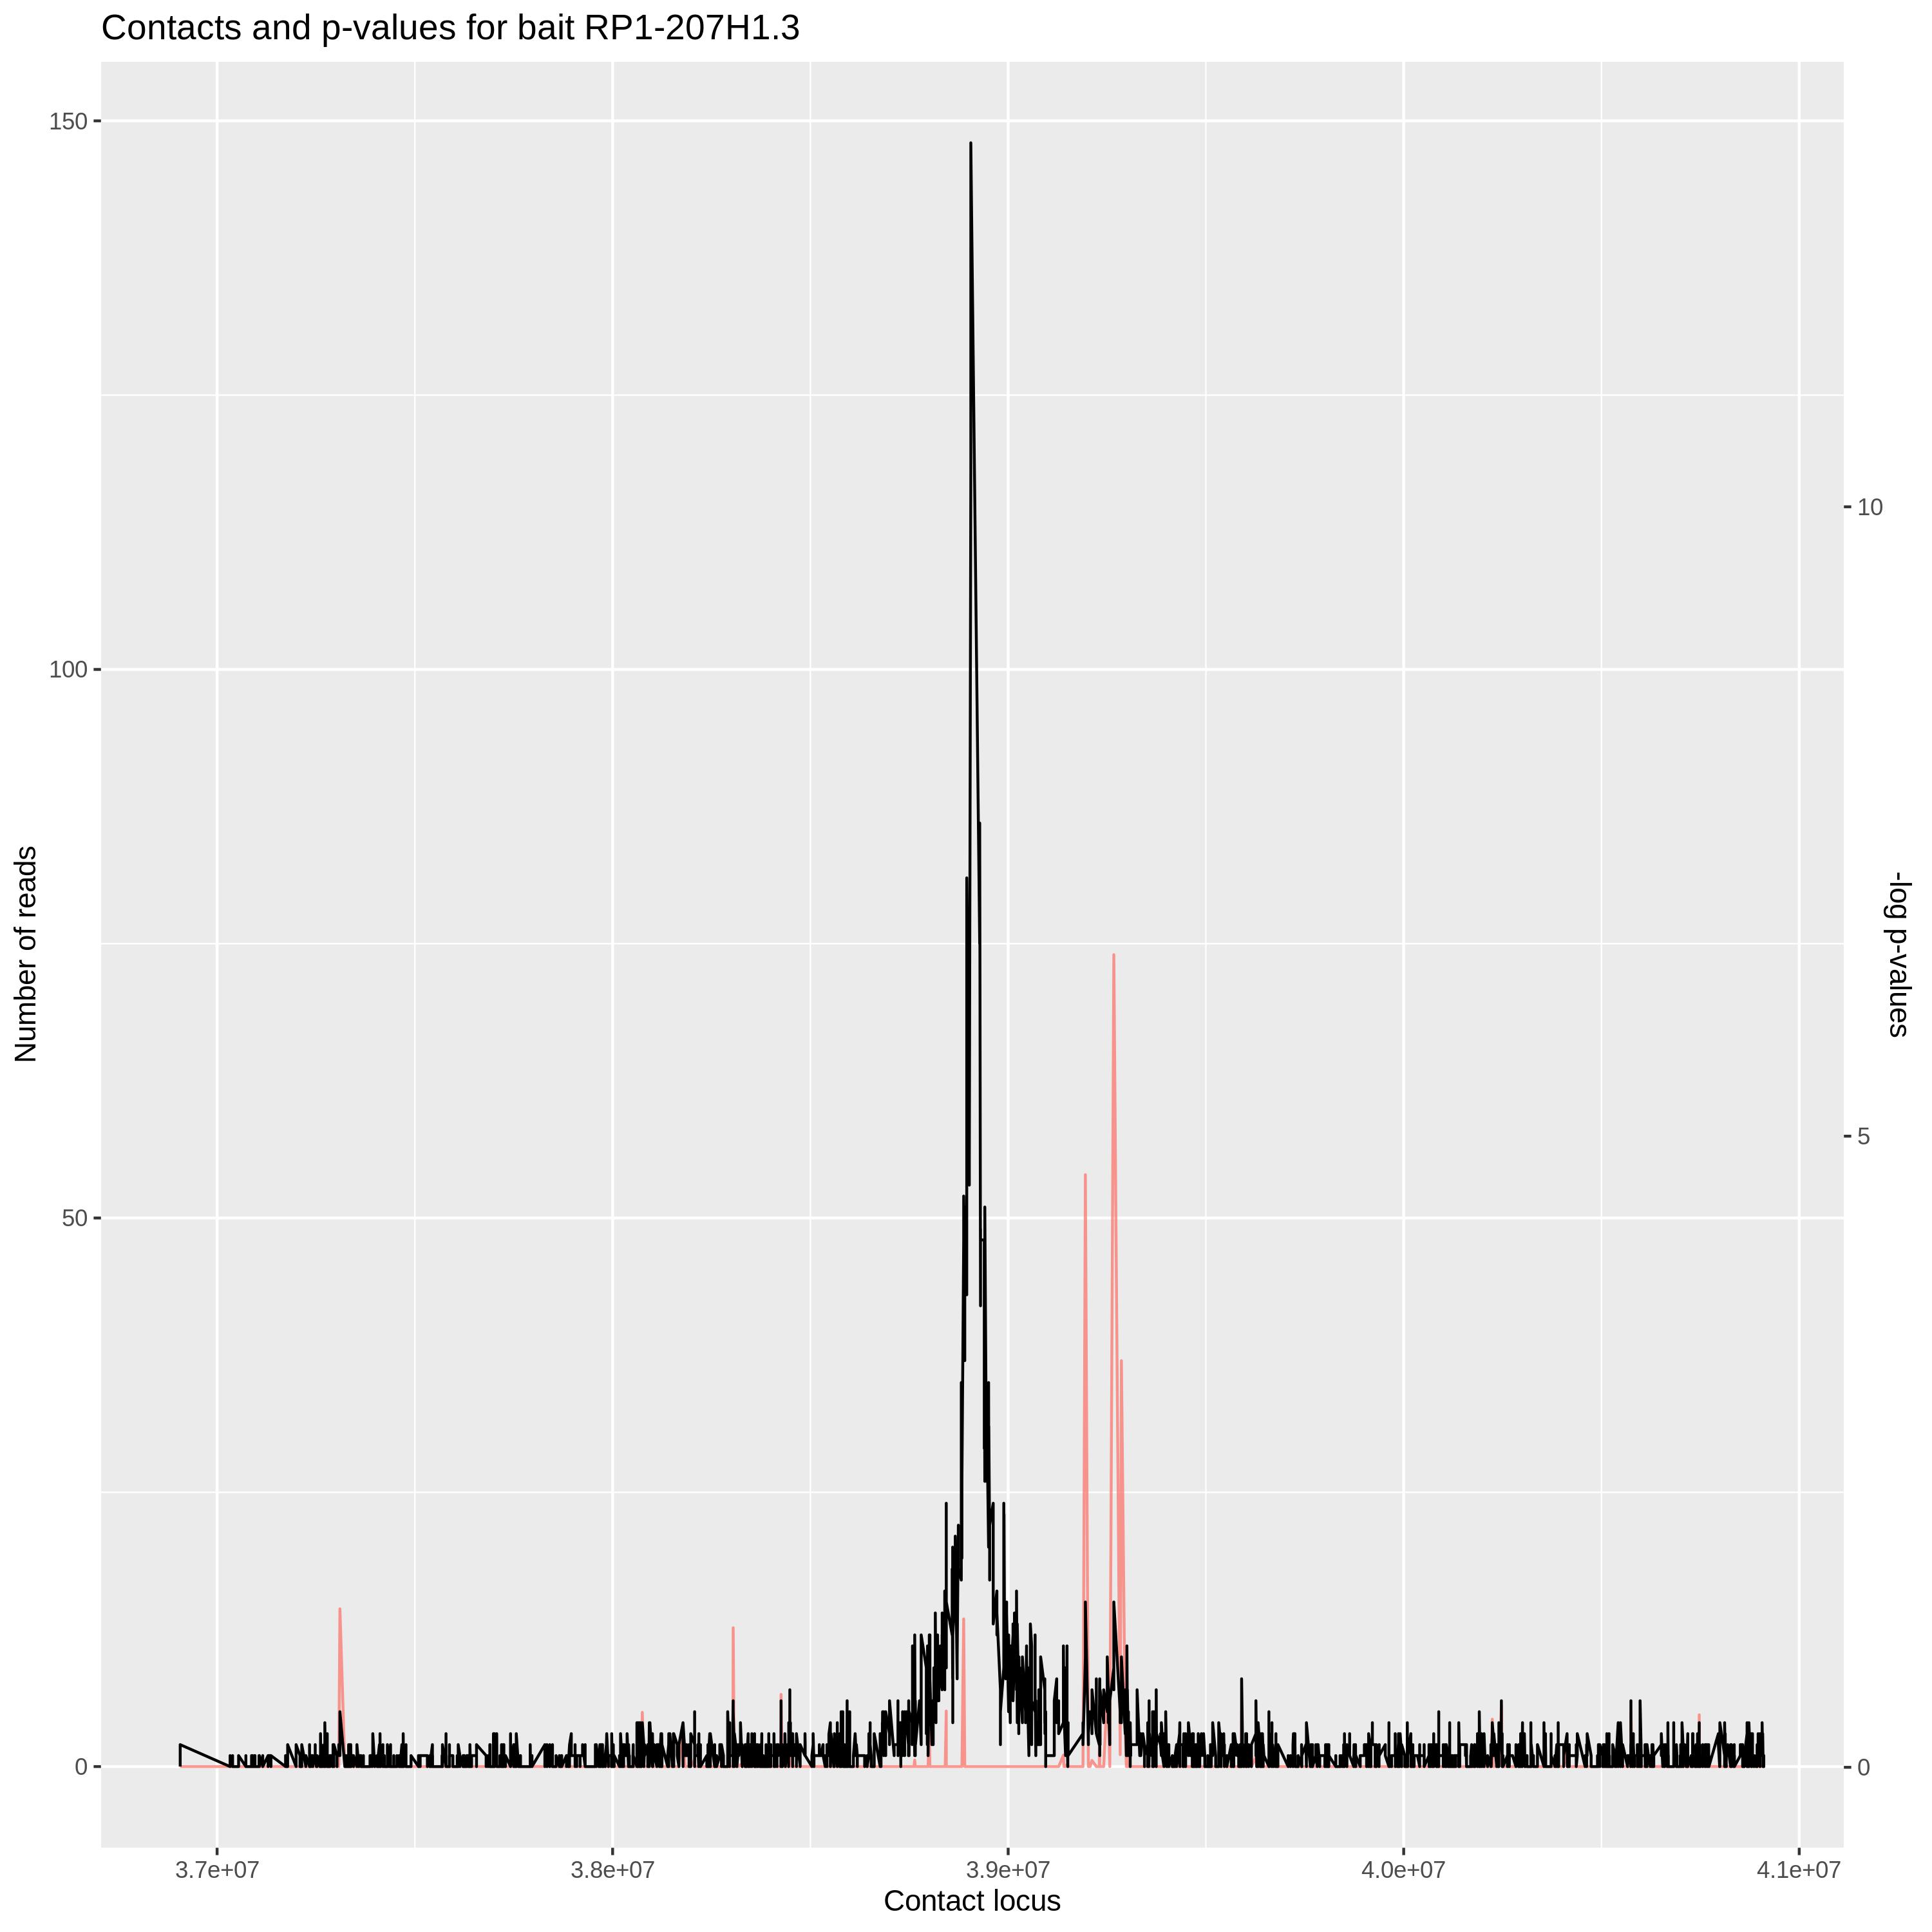 Contacts and p-values for bait RP1-207H1.3
150
100
50
0
Number of reads
10
5
0
-log p-values
3.7e+07
3.8e+07
3.9e+07
4.0e+07
4.1e+07
Contact locus